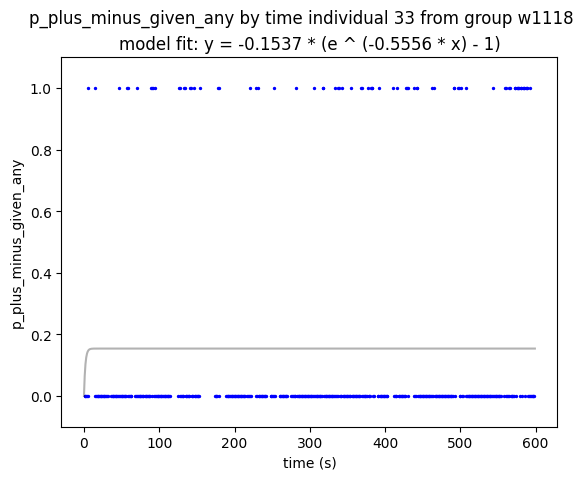 p_plus_minus_given_any by time individual 33 from group w1118
model fit: y = -0.1537 * (e ^ (-0.5556 * x) - 1)
1.0
0.8
0.6
0.4
0.2
0.0
p_plus_minus_given_any
0 100 200 300 400 500 600
time (s)